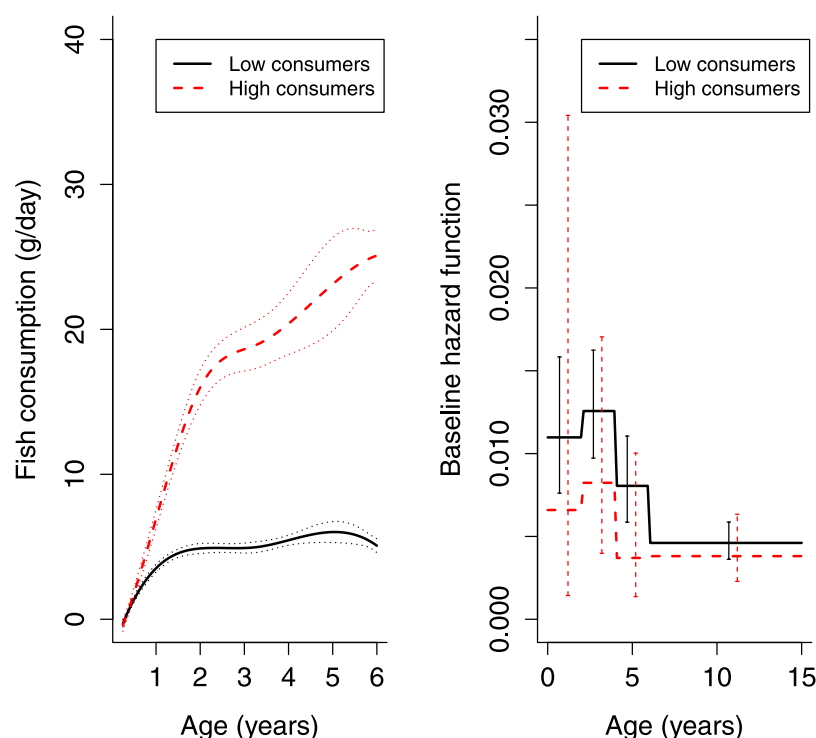 Fish consumption (g/day)
40
30
20
10
0
Low consumers
High consumers
1 2 3 4 5 6
Age (years)
Baseline hazard function
0.030
0.020
0.010
0.000
Low consumers
High consumers
0 5 10 15
Age (years)